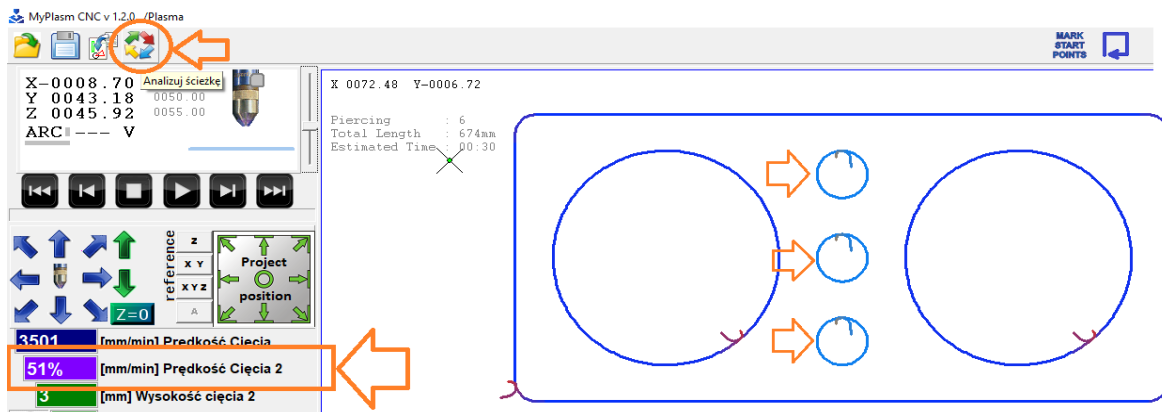 MyPlasm CNC v 1.2.0 /Plasma
MARK
START
POINTS
Analizuj ścieżkę
X-0008.70
Y 0043.18 0050.00
Z 0045.92 0055.00
ARC --- V
X 0072.48 Y-0006.72
Piercing : 6
Total Length : 674mm
Estimated Time : 00:30
reference
Z
X Y
X Y Z
A
Project
position
Z=0
3501 [mm/min] Prędkość Cięcia
51% [mm/min] Prędkość Cięcia 2
3 [mm] Wysokość cięcia 2